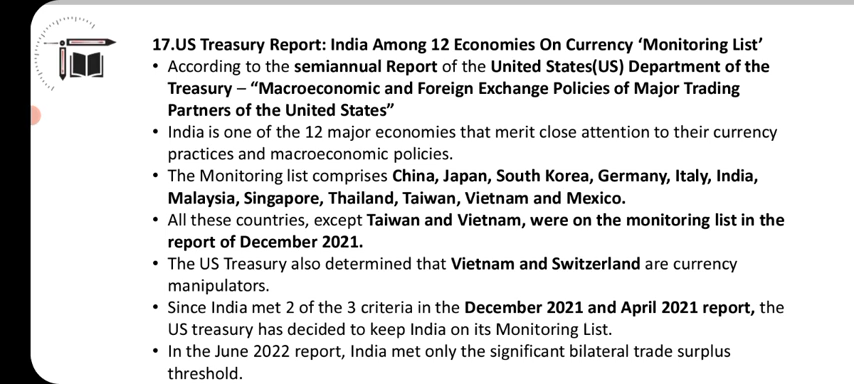 17.US Treasury Report: India Among 12 Economies On Currency ‘Monitoring List’
• According to the semiannual Report of the United States(US) Department of the
Treasury – “Macroeconomic and Foreign Exchange Policies of Major Trading
Partners of the United States”
• India is one of the 12 major economies that merit close attention to their currency
practices and macroeconomic policies.
• The Monitoring list comprises China, Japan, South Korea, Germany, Italy, India,
Malaysia, Singapore, Thailand, Taiwan, Vietnam and Mexico.
• All these countries, except Taiwan and Vietnam, were on the monitoring list in the
report of December 2021.
• The US Treasury also determined that Vietnam and Switzerland are currency
manipulators.
• Since India met 2 of the 3 criteria in the December 2021 and April 2021 report, the
US treasury has decided to keep India on its Monitoring List.
• In the June 2022 report, India met only the significant bilateral trade surplus
threshold.